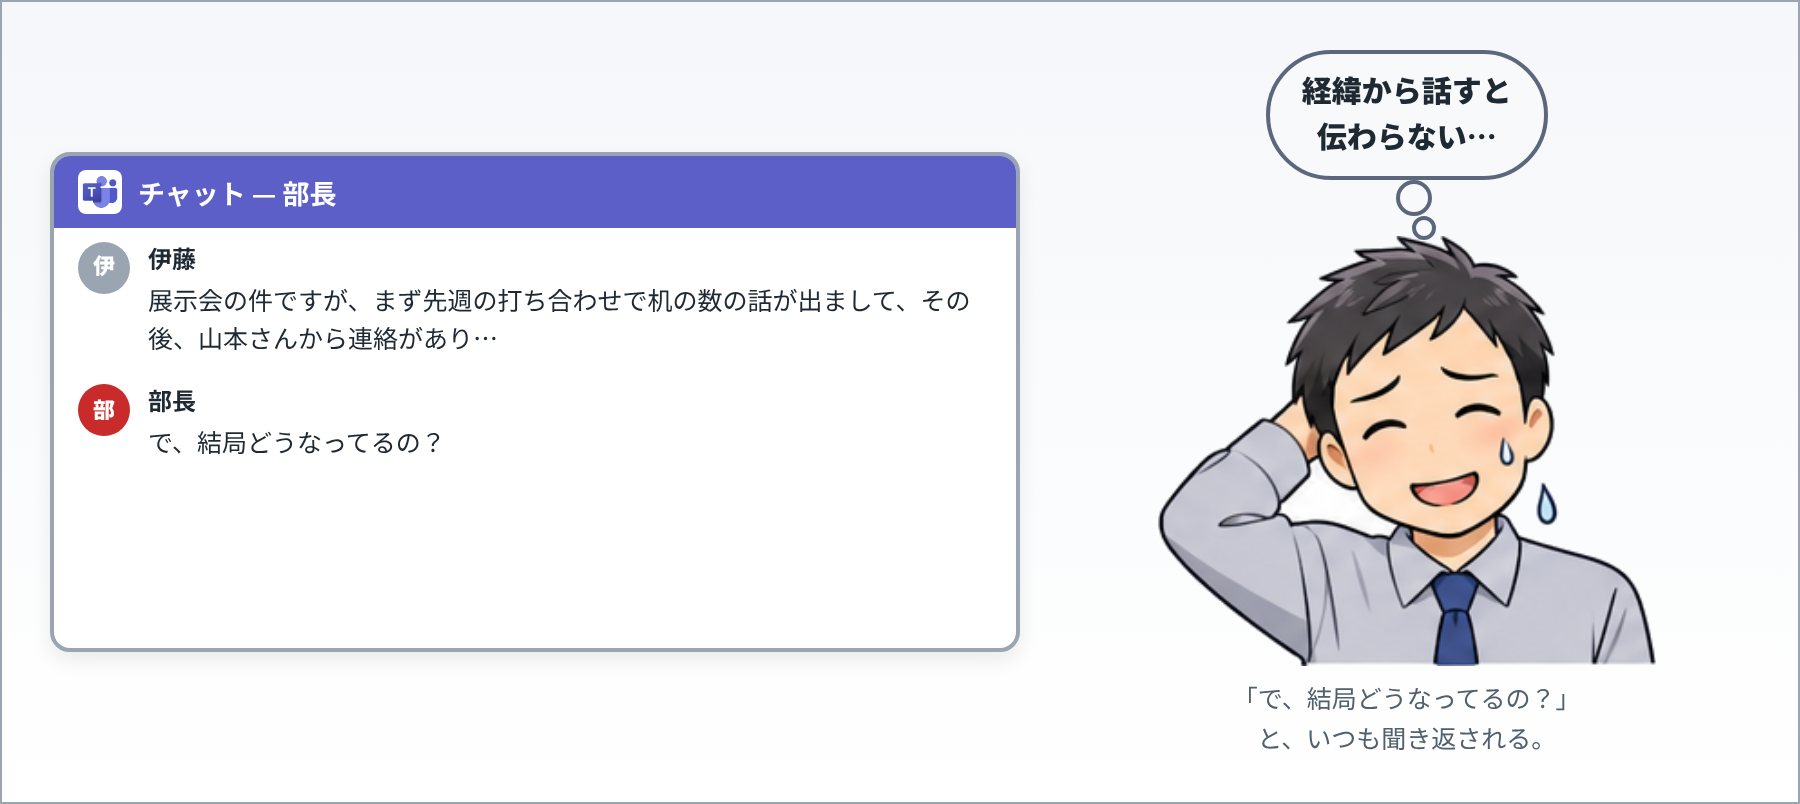 経緯から話すと
伝わらない…
T
チャット — 部長
伊
伊藤
展示会の件ですが、まず先週の打ち合わせで机の数の話が出まして、その
後、山本さんから連絡があり…
部
部長
で、結局どうなってるの？
「で、結局どうなってるの？」
と、いつも聞き返される。